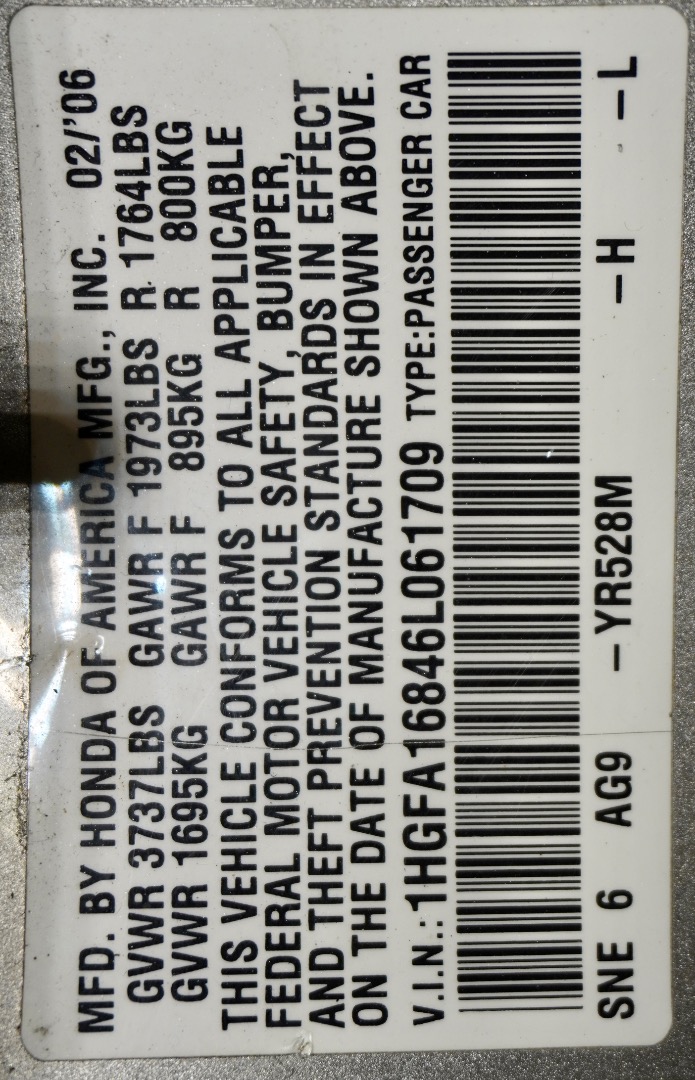 MFD. BY HONDA OF AMERICA MFG., INC. 02/'06
GVWR 3737LBS GAWR F 1973LBS R 1764LBS
GVWR 1695KG GAWR F 895KG R 800KG
THIS VEHICLE CONFORMS TO ALL APPLICABLE
FEDERAL MOTOR VEHICLE SAFETY, BUMPER,
AND THEFT PREVENTION STANDARDS IN EFFECT
ON THE DATE OF MANUFACTURE SHOWN ABOVE.
V.I.N.: 1HGFA16846L061709 TYPE:PASSENGER CAR
SNE 6 AG9 - YR528M -H - -L